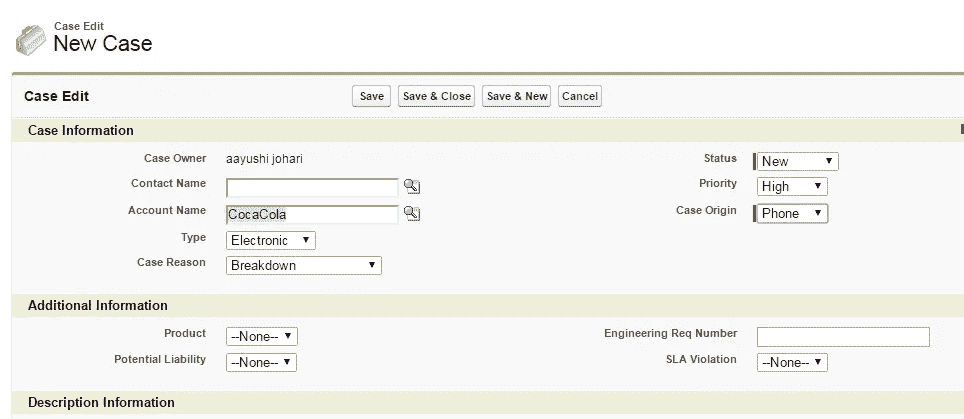 Case Edit
New Case
Case Edit Save Save & Close Save & New Cancel
Case Information
Case Owner aayushi johari Status New
Contact Name Priority High
Account Name CocaCola Case Origin Phone
Type Electronic
Case Reason Breakdown
Additional Information
Product --None-- Engineering Req Number
Potential Liability --None-- SLA Violation --None--
Description Information